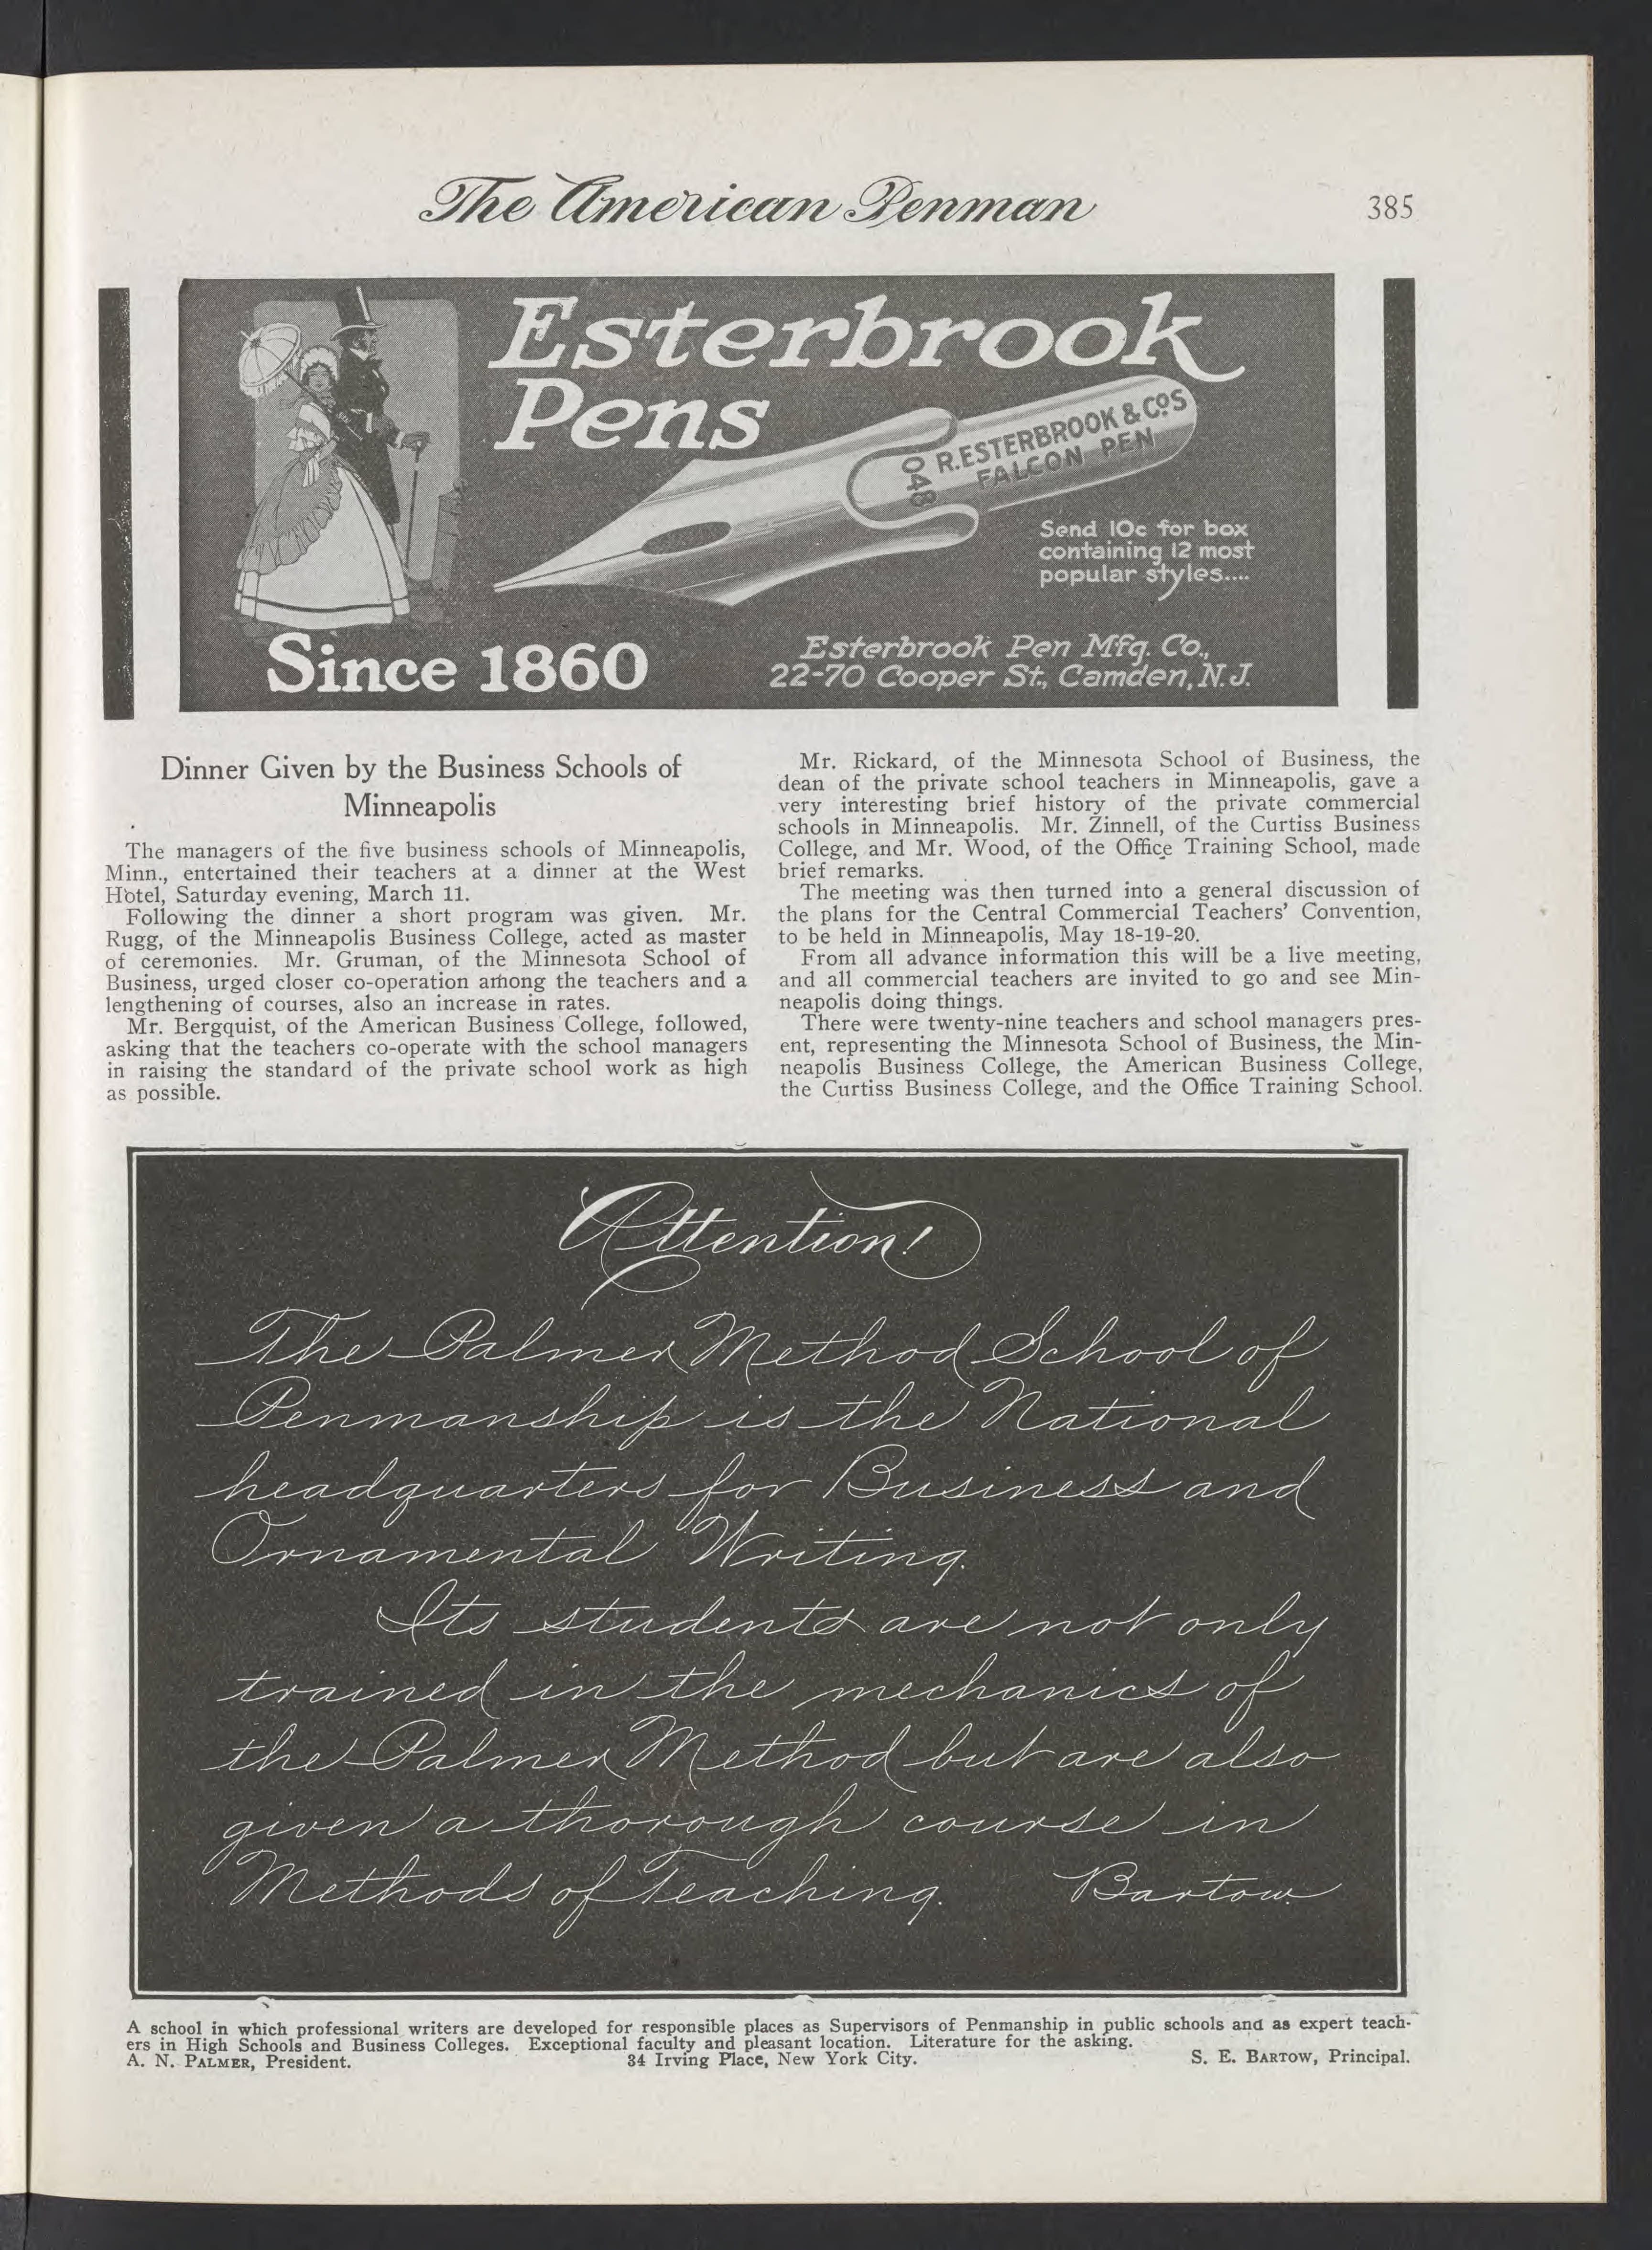 The American Penman
385
Esterbrook
Pens
R.ESTERBROOK & CO'S
FALCON PEN
048
Send 10c for box
containing 12 most
popular styles....
Since 1860
Esterbrook Pen Mfg. Co.,
22-70 Cooper St., Camden, N.J.
Dinner Given by the Business Schools of
Minneapolis
The managers of the five business schools of Minneapolis,
Minn., entertained their teachers at a dinner at the West
Hotel, Saturday evening, March 11.
Following the dinner a short program was given. Mr.
Rugg, of the Minneapolis Business College, acted as master
of ceremonies. Mr. Gruman, of the Minnesota School of
Business, urged closer co-operation among the teachers and a
lengthening of courses, also an increase in rates.
Mr. Bergquist, of the American Business College, followed,
asking that the teachers co-operate with the school managers
in raising the standard of the private school work as high
as possible.
Mr. Rickard, of the Minnesota School of Business, the
dean of the private school teachers in Minneapolis, gave a
very interesting brief history of the private commercial
schools in Minneapolis. Mr. Zinnell, of the Curtiss Business
College, and Mr. Wood, of the Office Training School, made
brief remarks.
The meeting was then turned into a general discussion of
the plans for the Central Commercial Teachers' Convention,
to be held in Minneapolis, May 18-19-20.
From all advance information this will be a live meeting,
and all commercial teachers are invited to go and see Min-
neapolis doing things.
There were twenty-nine teachers and school managers pres-
ent, representing the Minnesota School of Business, the Min-
neapolis Business College, the American Business College,
the Curtiss Business College, and the Office Training School.
Attention!
The Palmer Method School of
Penmanship is the National
headquarters for Business and
Ornamental Writing.
Its students are not only
trained in the mechanics of
the Palmer Method but are also
given a thorough course in
Methods of Teaching. Bartow
A school in which professional writers are developed for responsible places as Supervisors of Penmanship in public schools and as expert teach-
ers in High Schools and Business Colleges. Exceptional faculty and pleasant location. Literature for the asking.
A. N. PALMER, President. 34 Irving Place, New York City. S. E. BARTOW, Principal.